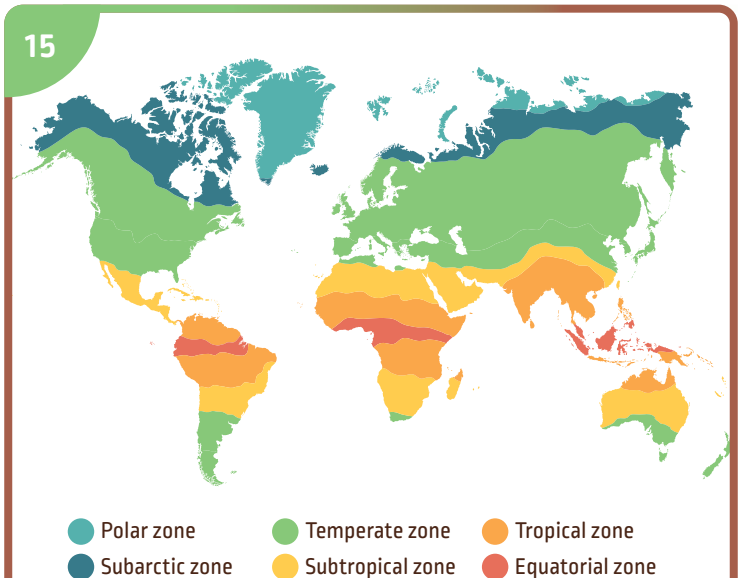 15
Polar zone
Temperate zone
Tropical zone
Subarctic zone
Subtropical zone
Equatorial zone